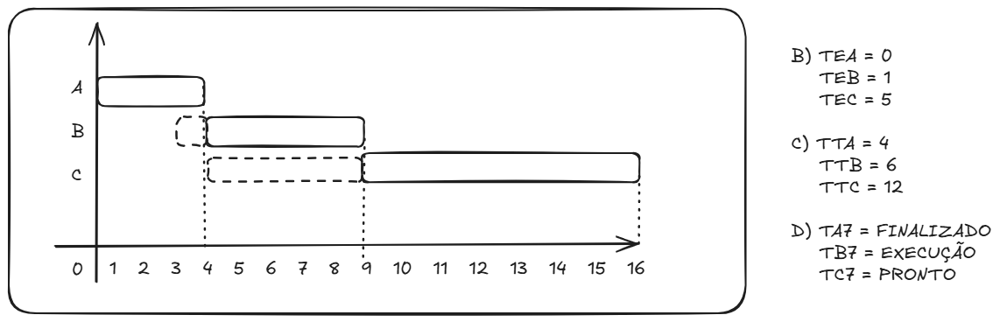 A
B
C
0 1 2 3 4 5 6 7 8 9 10 11 12 13 14 15 16
B) TEA = 0
TEB = 1
TEC = 5
C) TTA = 4
TTB = 6
TTC = 12
D) TA7 = FINALIZADO
TB7 = EXECUÇÃO
TC7 = PRONTO